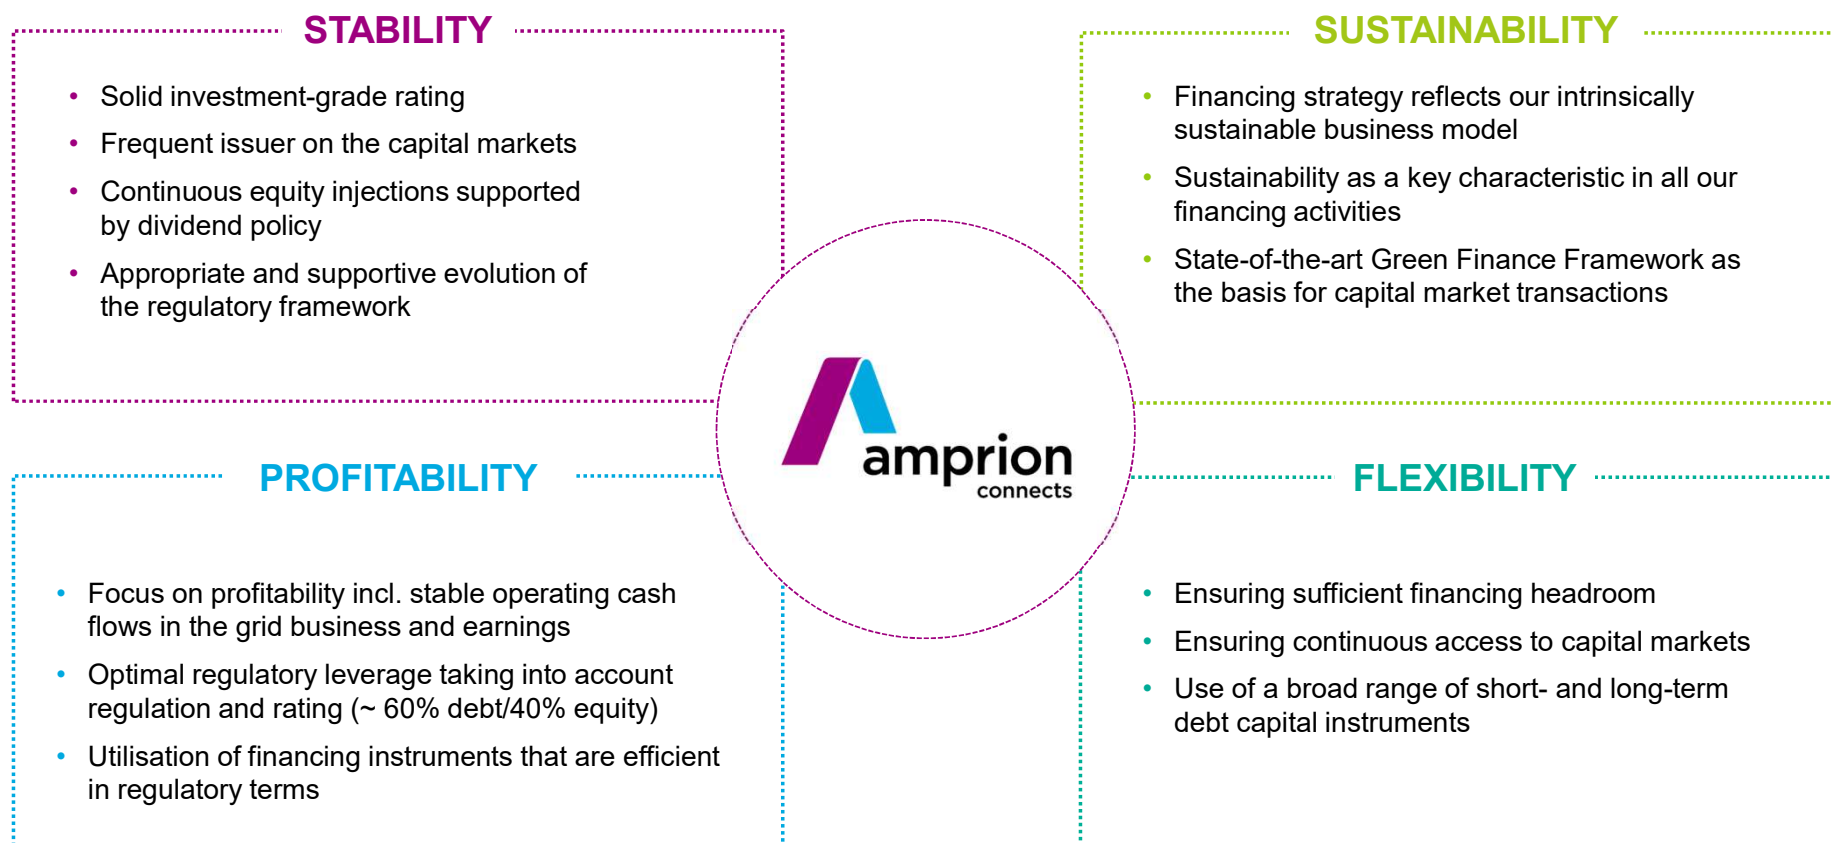 STABILITY
• Solid investment-grade rating
• Frequent issuer on the capital markets
• Continuous equity injections supported
by dividend policy
• Appropriate and supportive evolution of
the regulatory framework
SUSTAINABILITY
• Financing strategy reflects our intrinsically
sustainable business model
• Sustainability as a key characteristic in all our
financing activities
• State-of-the-art Green Finance Framework as
the basis for capital market transactions
amprion
connects
PROFITABILITY
• Focus on profitability incl. stable operating cash
flows in the grid business and earnings
• Optimal regulatory leverage taking into account
regulation and rating (~ 60% debt/40% equity)
• Utilisation of financing instruments that are efficient
in regulatory terms
FLEXIBILITY
• Ensuring sufficient financing headroom
• Ensuring continuous access to capital markets
• Use of a broad range of short- and long-term
debt capital instruments